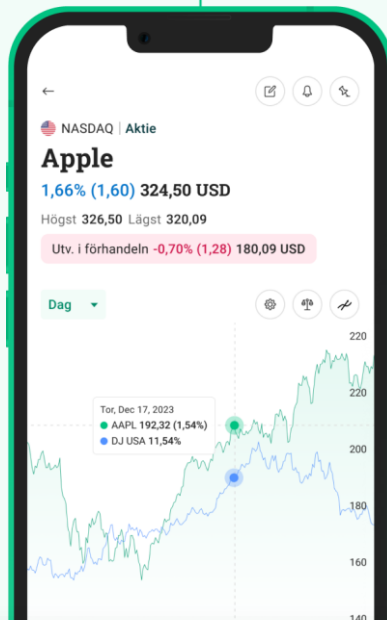 NASDAQ | Aktie
Apple
1,66% (1,60) 324,50 USD
Högst 326,50 Lägst 320,09
Utv. i förhandeln -0,70% (1,28) 180,09 USD
Dag
220
220
Tor, Dec 17, 2023
AAPL 192,32 (1,54%)
DJ USA 11,54%
200
180
160
140